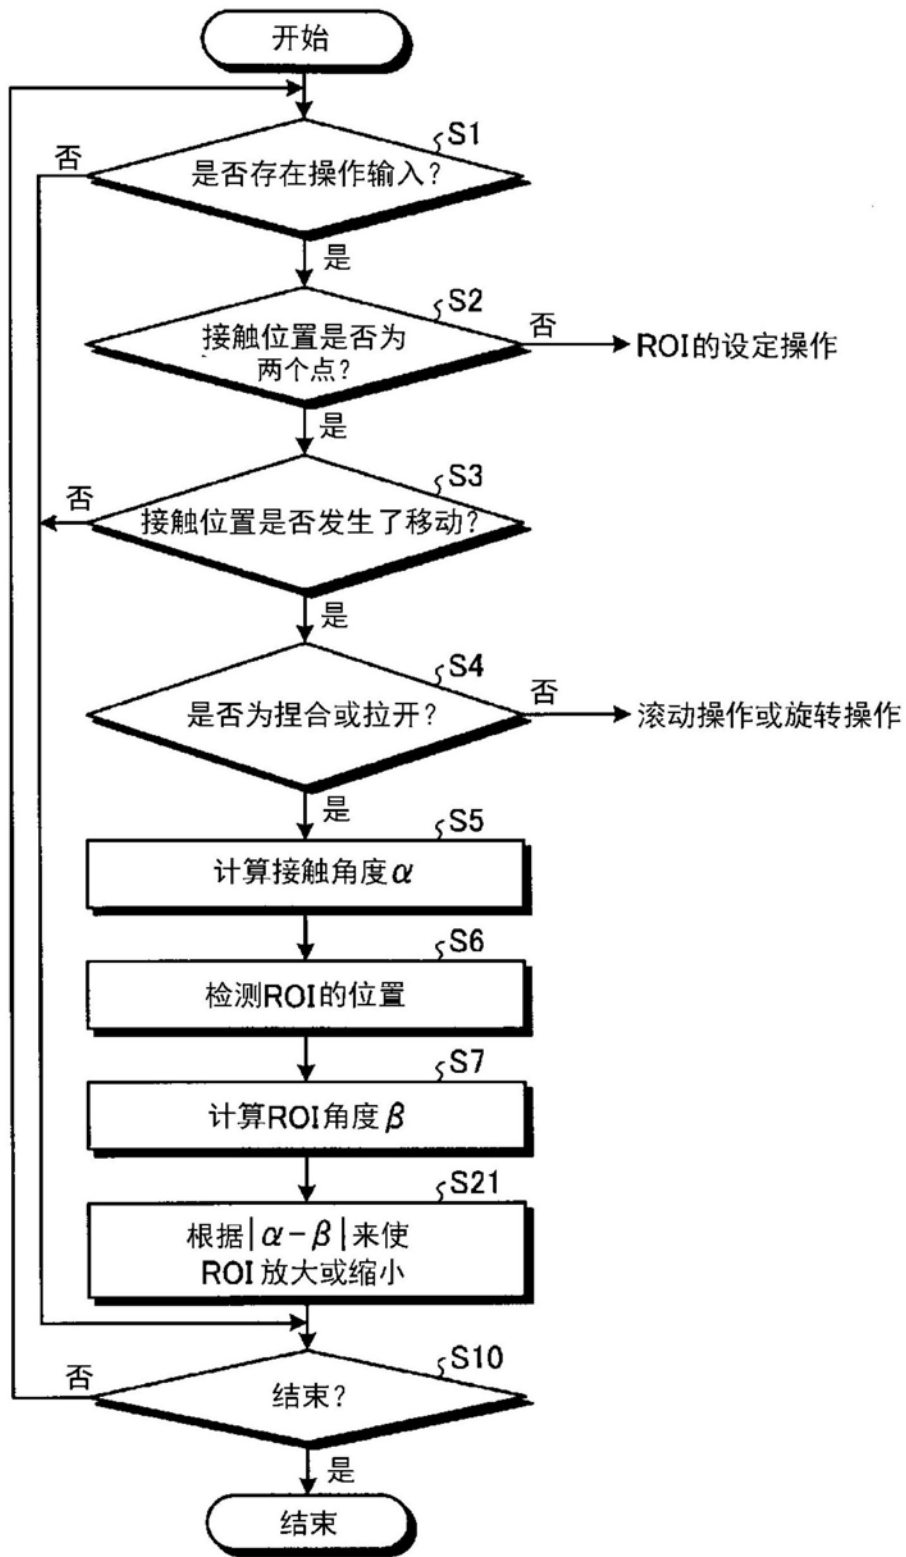 开始
S1
否
是否存在操作输入?
是
S2
接触位置是否为
两个点?
否
ROI的设定操作
是
S3
否
接触位置是否发生了移动?
是
S4
是否为捏合或拉开?
否
滚动操作或旋转操作
是
S5
计算接触角度α
S6
检测ROI的位置
S7
计算ROI角度β
S21
根据|α-β|来使
ROI放大或缩小
S10
否
结束?
是
结束